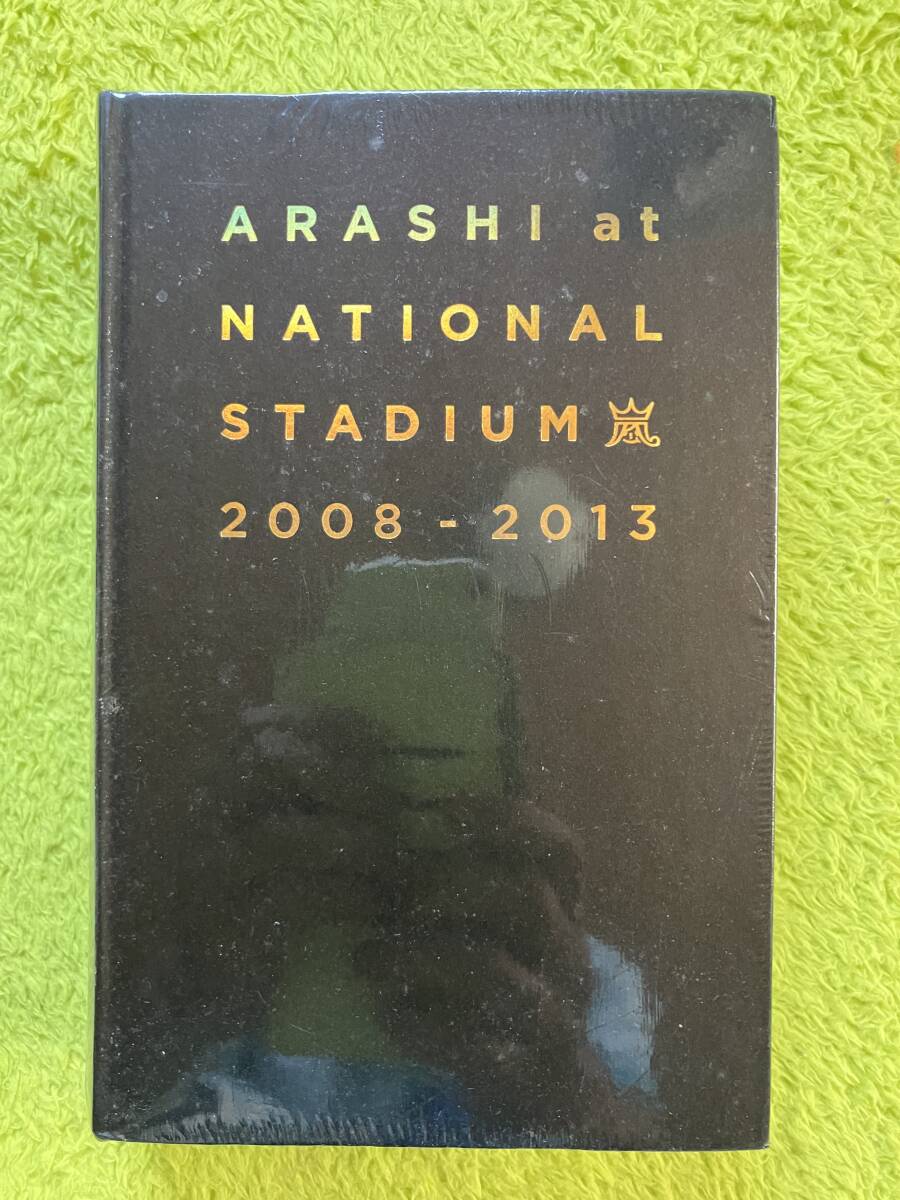 ARASHI at
NATIONAL
STADIUM 嵐
2008 - 2013